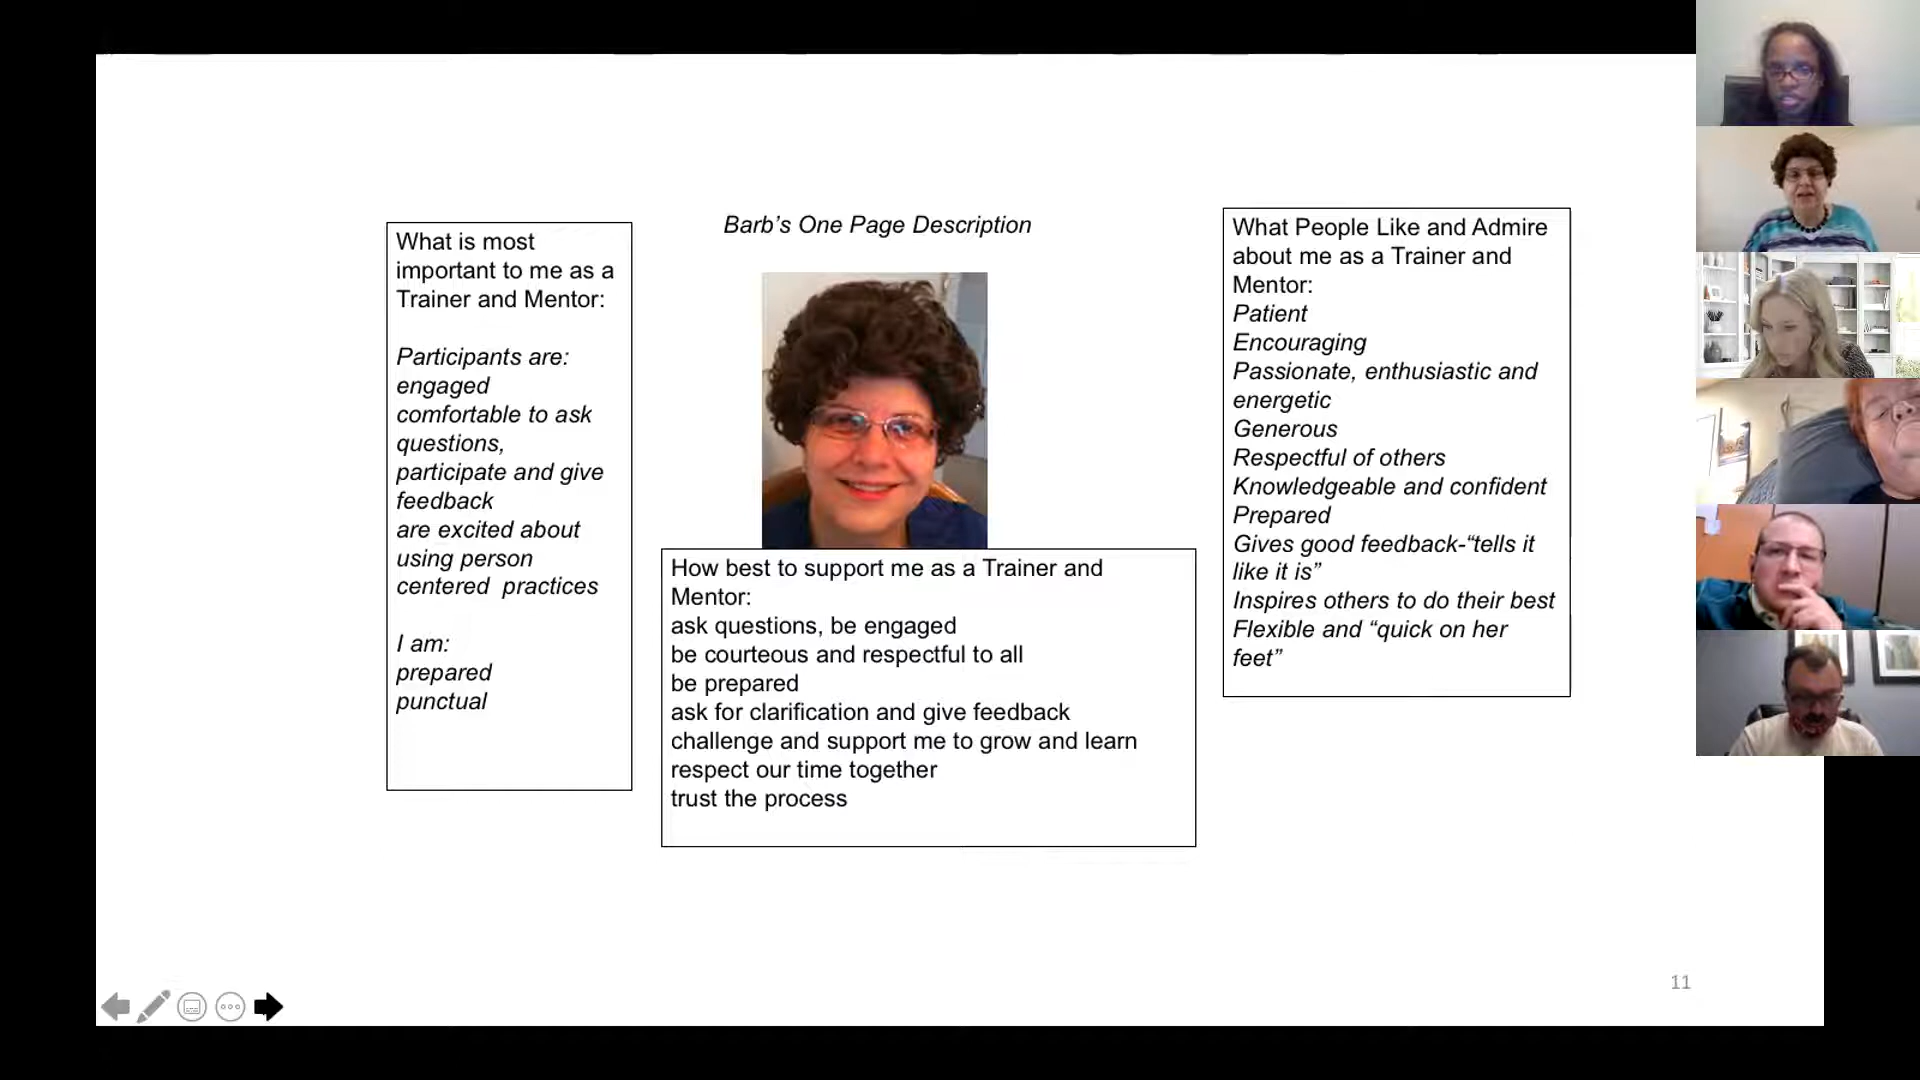 Barb’s One Page Description
What is most
important to me as a
Trainer and Mentor:
Participants are:
engaged
comfortable to ask
questions,
participate and give
feedback
are excited about
using person
centered  practices
I am:
prepared
punctual
How best to support me as a Trainer and
Mentor:
ask questions, be engaged
be courteous and respectful to all
be prepared
ask for clarification and give feedback
challenge and support me to grow and learn
respect our time together
trust the process
What People Like and Admire
about me as a Trainer and
Mentor:
Patient
Encouraging
Passionate, enthusiastic and
energetic
Generous
Respectful of others
Knowledgeable and confident
Prepared
Gives good feedback-“tells it
like it is”
Inspires others to do their best
Flexible and “quick on her
feet”
11